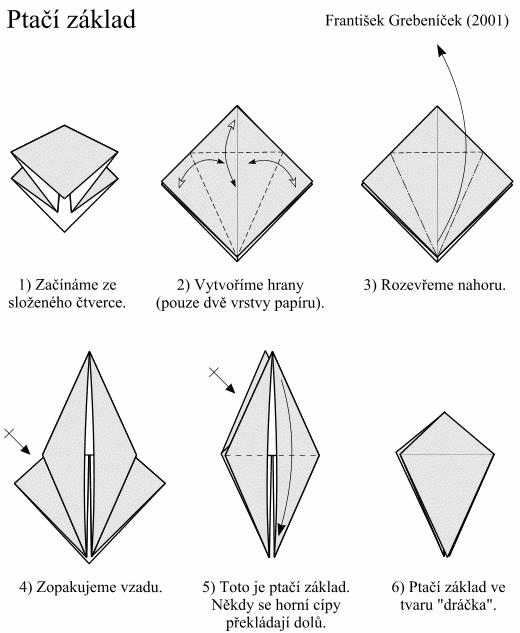 Ptačí základ
František Grebeníček (2001)
1) Začínáme ze
složeného čtverce.
2) Vytvoříme hrany
(pouze dvě vrstvy papíru).
3) Rozevřeme nahoru.
4) Zopakujeme vzadu.
5) Toto je ptačí základ.
Někdy se horní cípy
překládají dolů.
6) Ptačí základ ve
tvaru "dráčka".